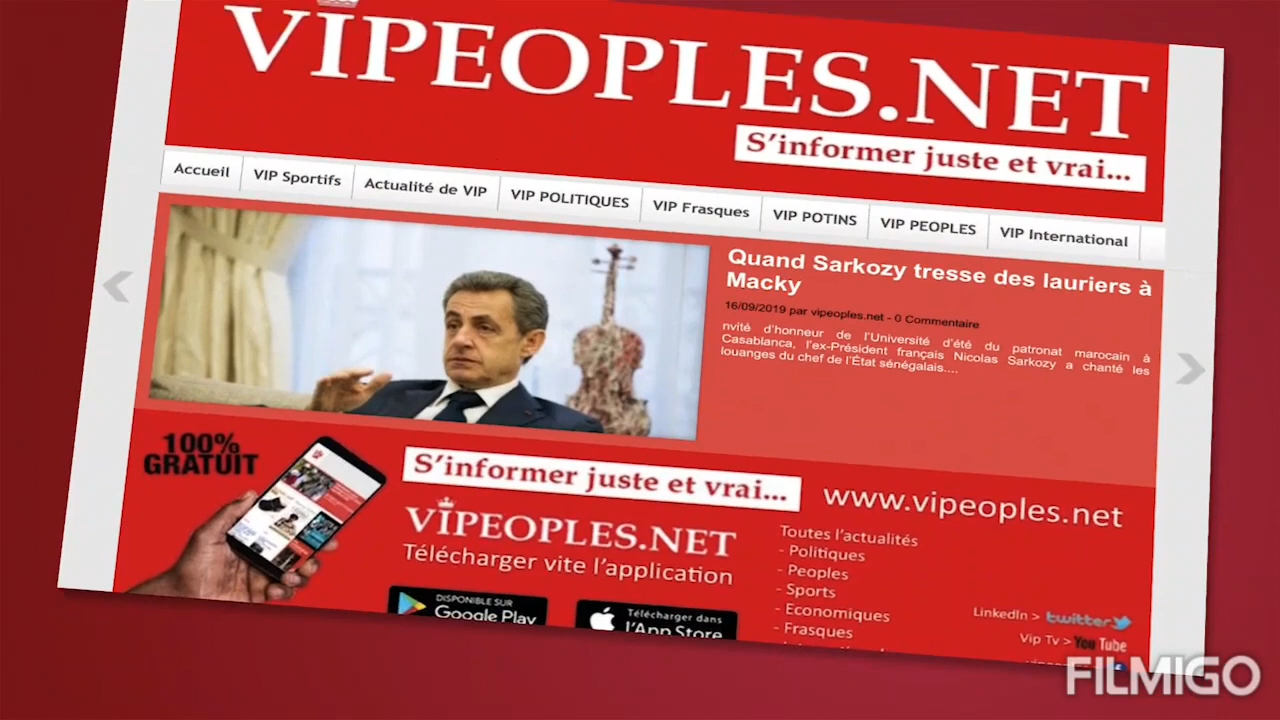 VIPEOPLES.NET
S'informer juste et vrai...
Accueil
VIP Sportifs
Actualité de VIP
VIP POLITIQUES
VIP Frasques
VIP POTINS
VIP PEOPLES
VIP International
Quand Sarkozy tresse des lauriers à
Macky
16/09/2019 par vipeoples.net - 0 Commentaire
nvité d'honneur de l'Université d'été du patronat marocain à
Casablanca, l'ex-Président français Nicolas Sarkozy a chanté les
louanges du chef de l'État sénégalais....
100%
GRATUIT
S'informer juste et vrai...
VIPEOPLES.NET
Télécharger vite l'application
DISPONIBLE SUR
Google Play
Télécharger dans
l'App Store
www.vipeoples.net
Toutes l'actualités
- Politiques
- Peoples
- Sports
- Economiques
- Frasques
LinkedIn > twitter
Vip Tv > You Tube
FILMIGO